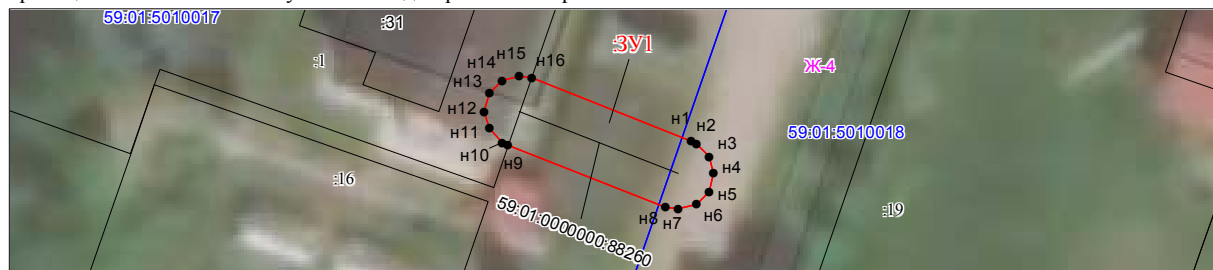 59:01:5010017
:31
:ЗУ1
:1
Ж-4
н16
н15
н14
н13
н12
н11
н10
н9
н1
н2
н3
н4
н5
н6
н7
н8
59:01:5010018
:16
:19
59:01:0000000:88260